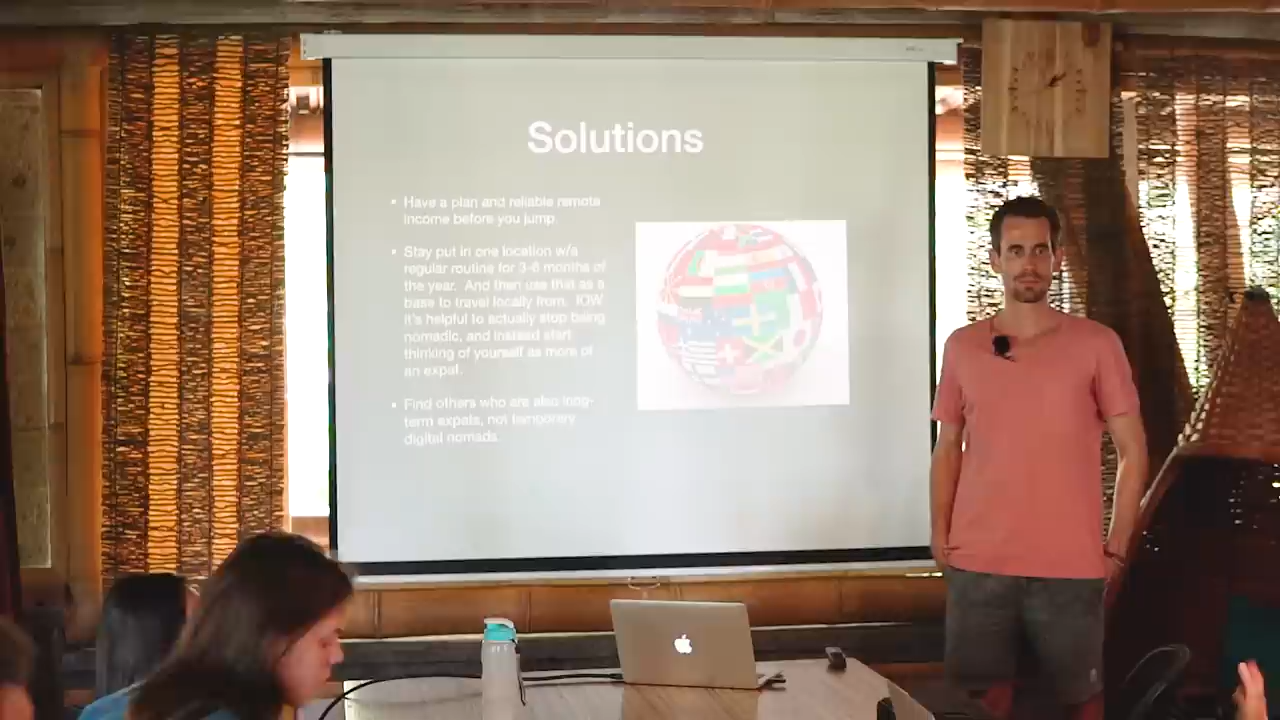 Solutions
Have a plan and reliable remote
income before you jump.
Stay put in one location w/a
regular routine for 3-6 months of
the year. And then use that as a
base to travel locally from. IOW
it's helpful to actually stop being
nomadic, and instead start
thinking of yourself as more of
an expat.
Find others who are also long-
term expats, not temporary
digital nomads.